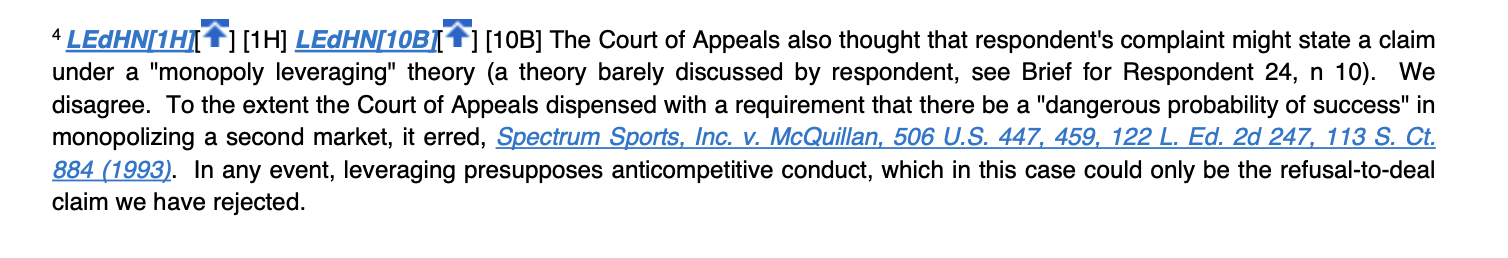 4 LEdHN[1H][⬆] [1H] LEdHN[10B][⬆] [10B] The Court of Appeals also thought that respondent's complaint might state a claim
under a "monopoly leveraging" theory (a theory barely discussed by respondent, see Brief for Respondent 24, n 10). We
disagree. To the extent the Court of Appeals dispensed with a requirement that there be a "dangerous probability of success" in
monopolizing a second market, it erred, Spectrum Sports, Inc. v. McQuillan, 506 U.S. 447, 459, 122 L. Ed. 2d 247, 113 S. Ct.
884 (1993). In any event, leveraging presupposes anticompetitive conduct, which in this case could only be the refusal-to-deal
claim we have rejected.